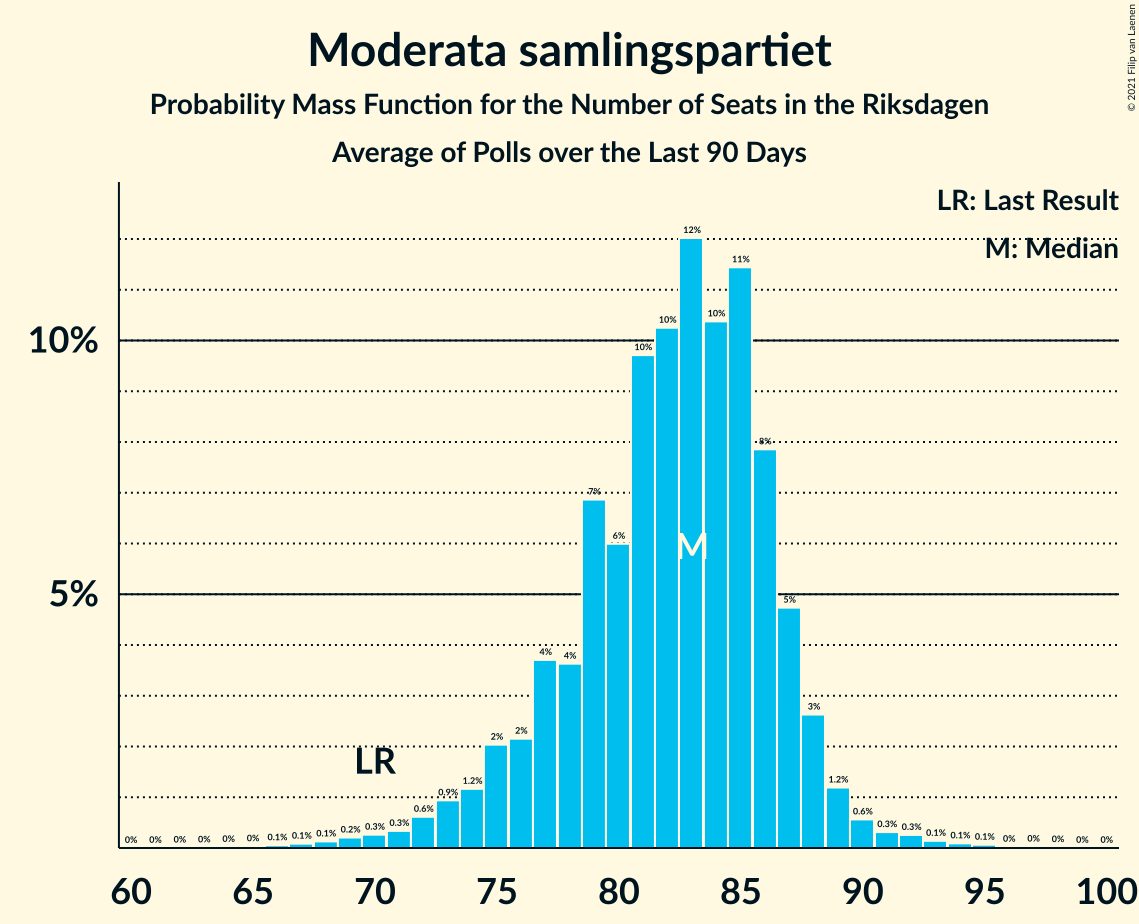 Moderata samlingspartiet
Probability Mass Function for the Number of Seats in the Riksdagen
Average of Polls over the Last 90 Days
© 2021 Filip van Laenen
LR: Last Result
M: Median
10%
5%
LR
M
0% 0% 0% 0% 0% 0% 0.1% 0.1% 0.1% 0.2% 0.3% 0.3% 0.6% 0.9% 1.2% 2% 2% 4% 4% 7% 6% 10% 10% 12% 10% 11% 8% 5% 3% 1.2% 0.6% 0.3% 0.3% 0.1% 0.1% 0.1% 0% 0% 0% 0% 0%
60 65 70 75 80 85 90 95 100